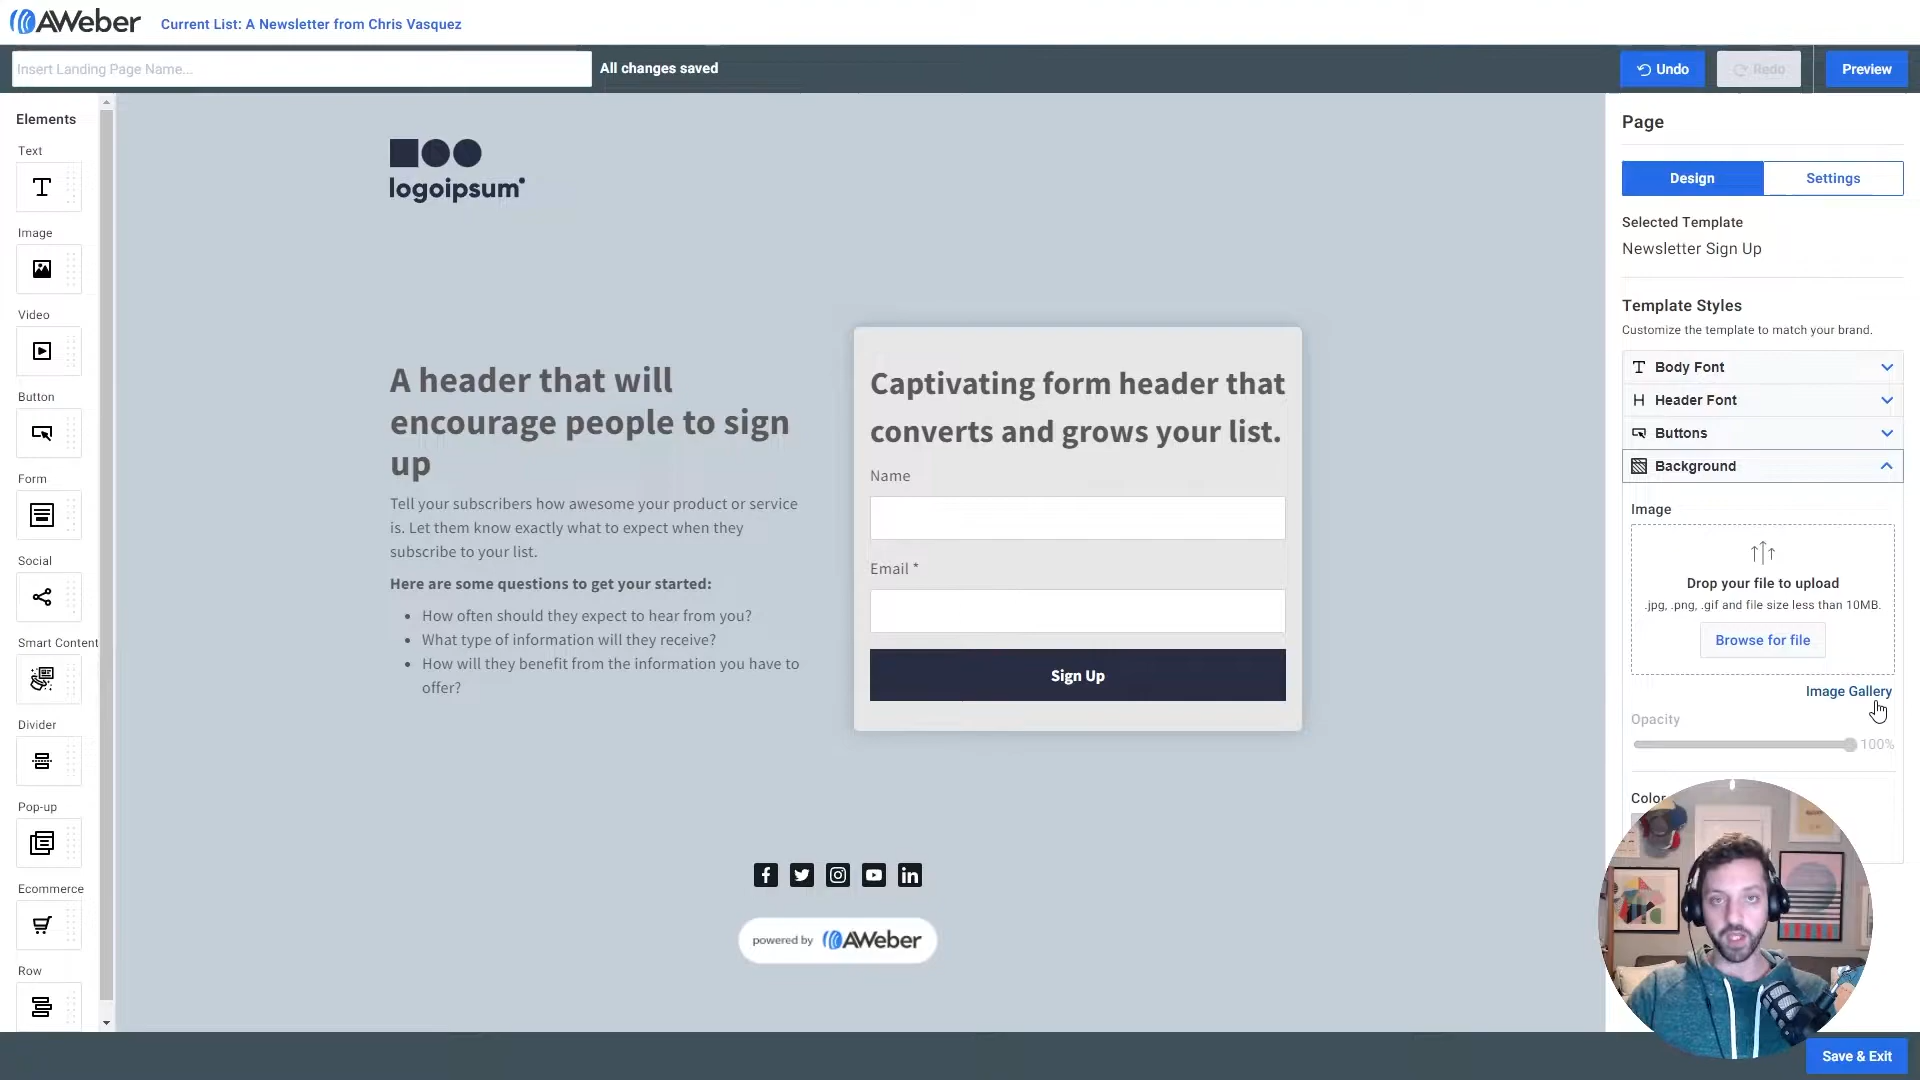 AWeber
Current List: A Newsletter from Chris Vasquez
Insert Landing Page Name...
All changes saved
Undo
Redo
Preview
Elements
Text
Image
Video
Button
Form
Social
Smart Content
Divider
Pop-up
Ecommerce
Row
logoipsum
A header that will
encourage people to sign
up
Tell your subscribers how awesome your product or service
is. Let them know exactly what to expect when they
subscribe to your list.
Here are some questions to get your started:
• How often should they expect to hear from you?
• What type of information will they receive?
• How will they benefit from the information you have to
offer?
Captivating form header that
converts and grows your list.
Name
Email *
Sign Up
powered by AWeber
Page
Design
Settings
Selected Template
Newsletter Sign Up
Template Styles
Customize the template to match your brand.
Body Font
Header Font
Buttons
Background
Image
Drop your file to upload
.jpg, .png, .gif and file size less than 10MB.
Browse for file
Image Gallery
Opacity
100%
Color
Save & Exit